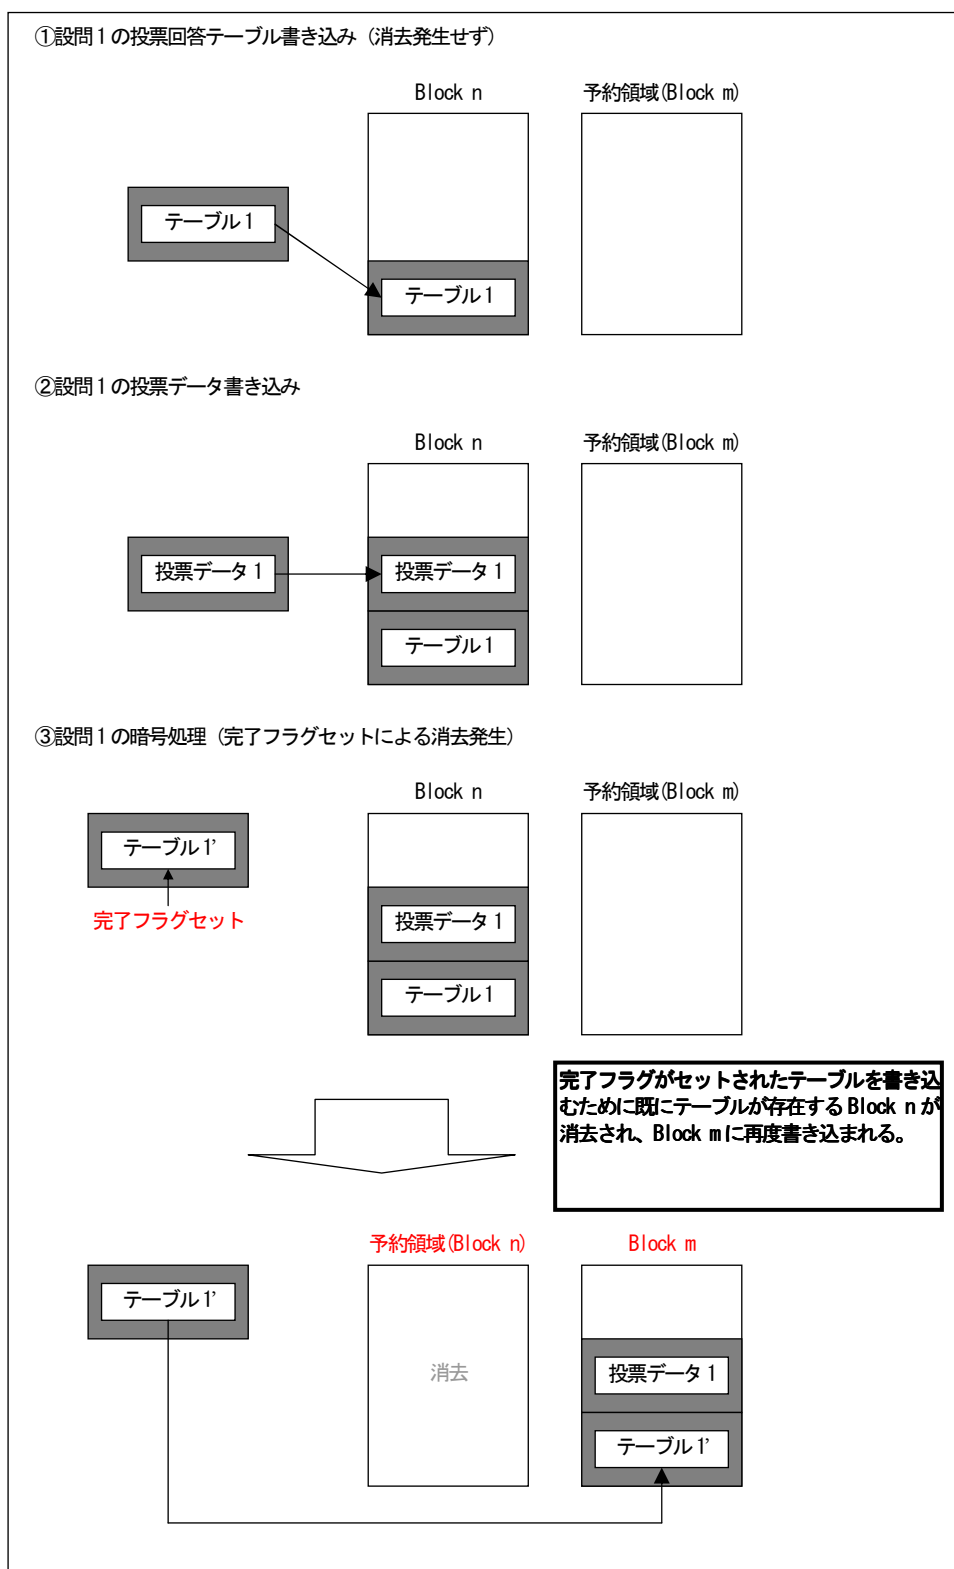 ①設問1の投票回答テーブル書き込み（消去発生せず）
Block n 予約領域(Block m)
テーブル1
テーブル1
②設問1の投票データ書き込み
Block n 予約領域(Block m)
投票データ1 投票データ1
テーブル1
③設問1の暗号処理（完了フラグセットによる消去発生）
Block n 予約領域(Block m)
テーブル1’
完了フラグセット 投票データ1
テーブル1
完了フラグがセットされたテーブルを書き込
むために既にテーブルが存在するBlock nが
消去され、Block mに再度書き込まれる。
予約領域(Block n) Block m
テーブル1’
消去 投票データ1
テーブル1’